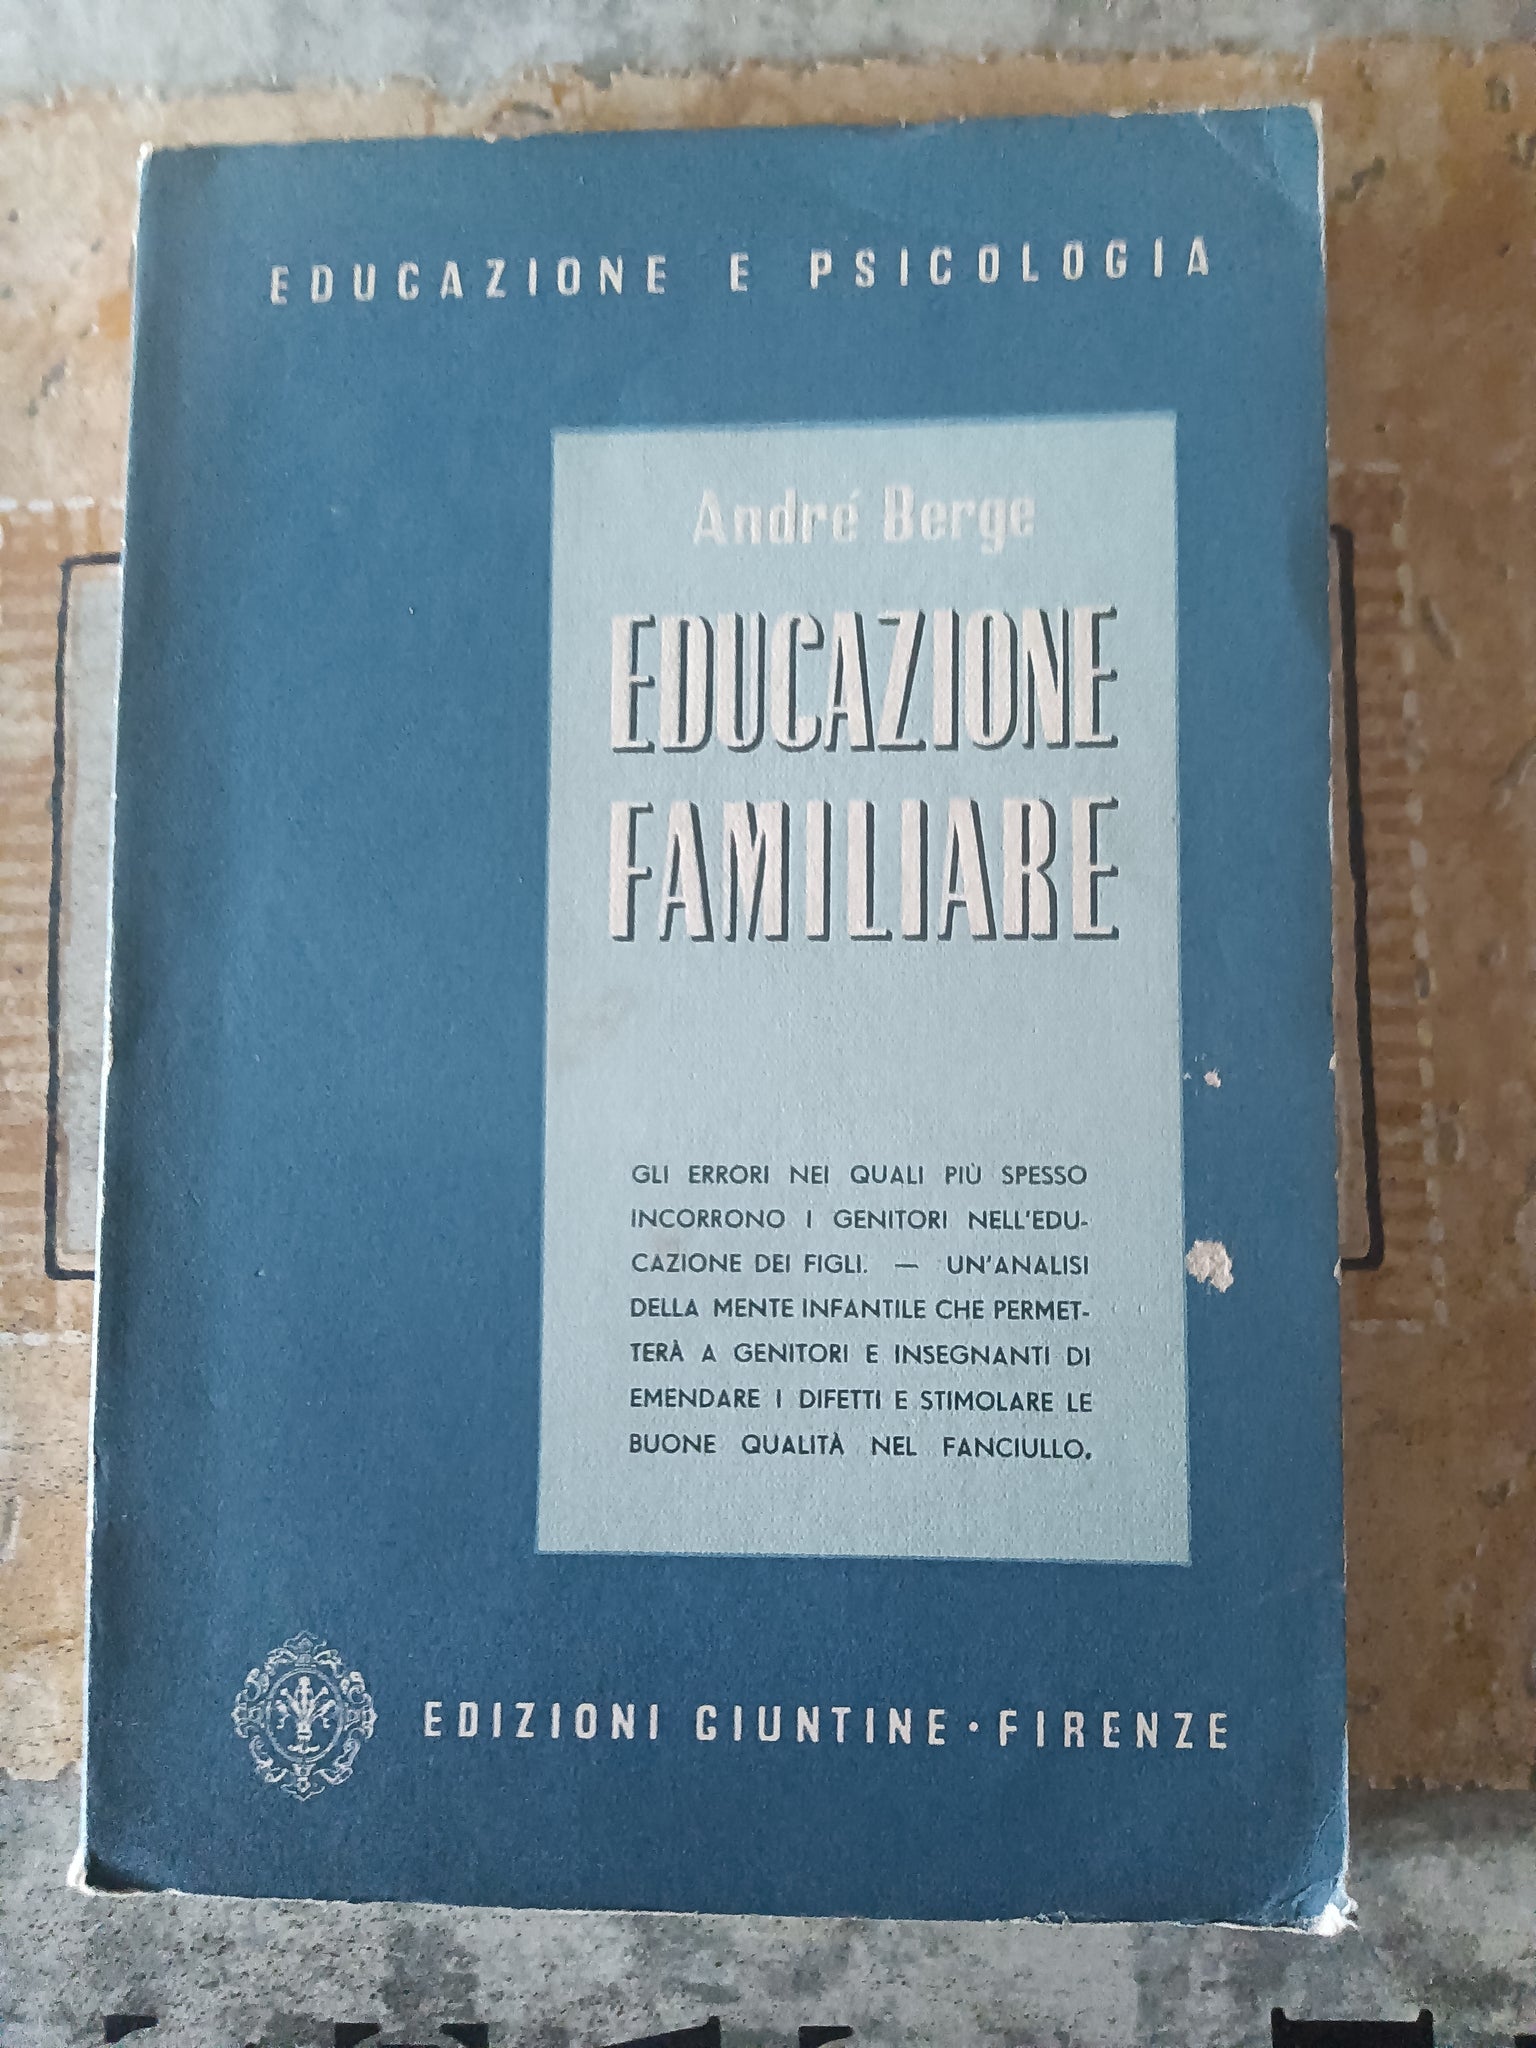 EDUCAZIONE E PSICOLOGIA
André Berge
EDUCAZIONE
FAMILIARE
GLI ERRORI NEI QUALI PIÙ SPESSO
INCORRONO I GENITORI NELL'EDU-
CAZIONE DEI FIGLI. — UN'ANALISI
DELLA MENTE INFANTILE CHE PERMET-
TERÀ A GENITORI E INSEGNANTI DI
EMENDARE I DIFETTI E STIMOLARE LE
BUONE QUALITÀ NEL FANCIULLO.
EDIZIONI GIUNTINE · FIRENZE